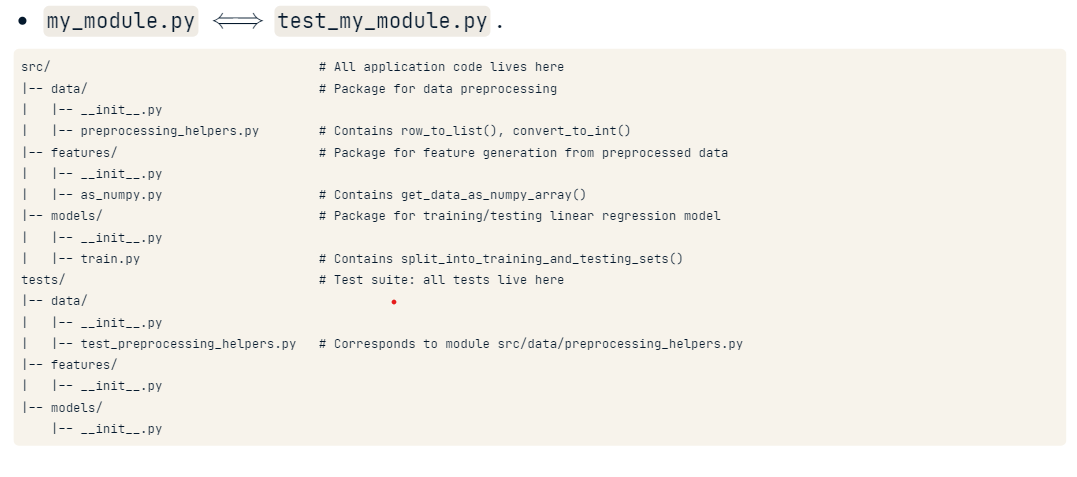 • my_module.py ⟺ test_my_module.py .
src/                                    # All application code lives here
|-- data/                               # Package for data preprocessing
|   |-- __init__.py
|   |-- preprocessing_helpers.py        # Contains row_to_list(), convert_to_int()
|-- features/                           # Package for feature generation from preprocessed data
|   |-- __init__.py
|   |-- as_numpy.py                     # Contains get_data_as_numpy_array()
|-- models/                             # Package for training/testing linear regression model
|   |-- __init__.py
|   |-- train.py                        # Contains split_into_training_and_testing_sets()
tests/                                  # Test suite: all tests live here
|-- data/
|   |-- __init__.py
|   |-- test_preprocessing_helpers.py   # Corresponds to module src/data/preprocessing_helpers.py
|-- features/
|   |-- __init__.py
|-- models/
    |-- __init__.py